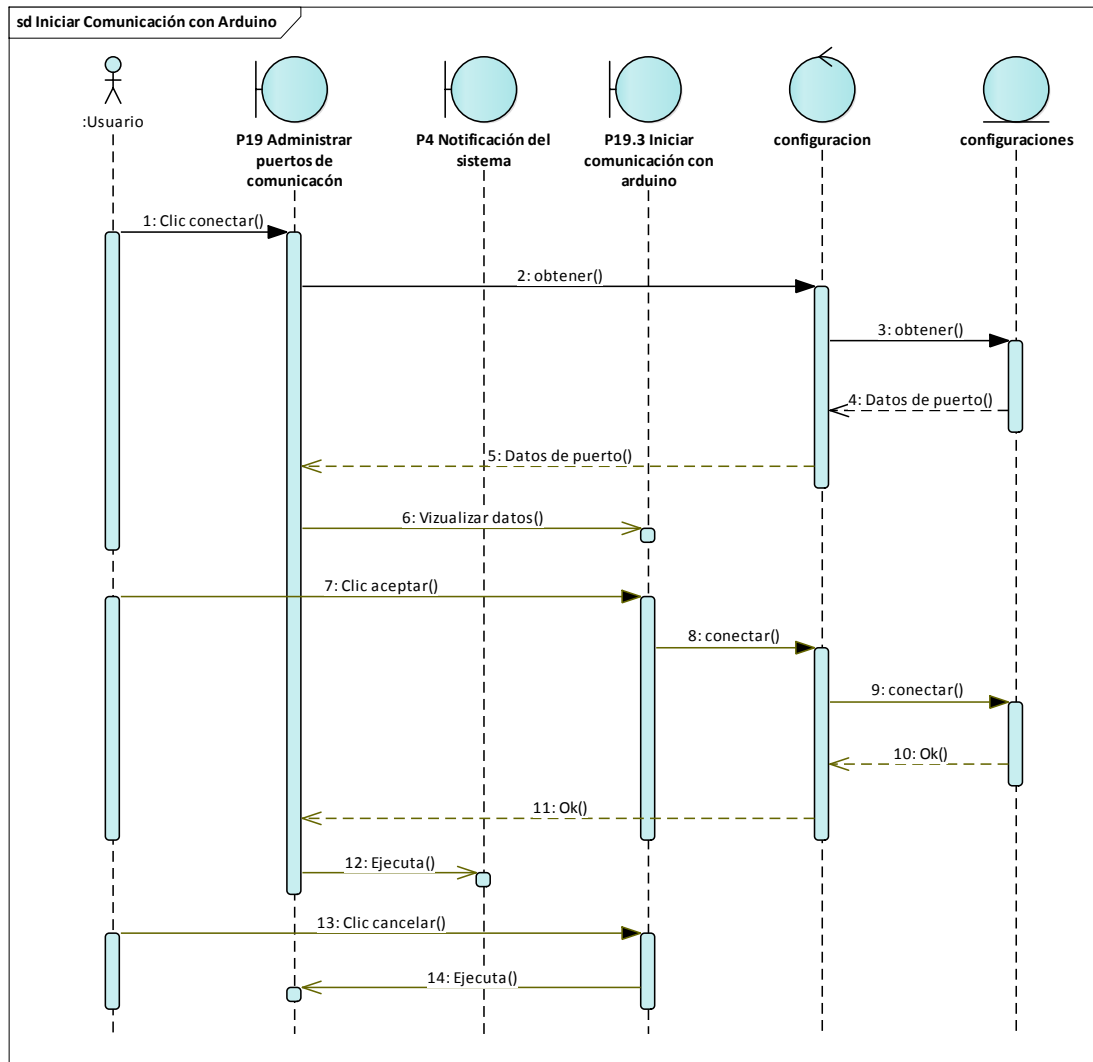 sd Iniciar Comunicación con Arduino
:Usuario
P19 Administrar
puertos de
comunicacón
P4 Notificación del
sistema
P19.3 Iniciar
comunicación con
arduino
configuracion
configuraciones
1: Clic conectar()
2: obtener()
3: obtener()
4: Datos de puerto()
5: Datos de puerto()
6: Vizualizar datos()
7: Clic aceptar()
8: conectar()
9: conectar()
10: Ok()
11: Ok()
12: Ejecuta()
13: Clic cancelar()
14: Ejecuta()